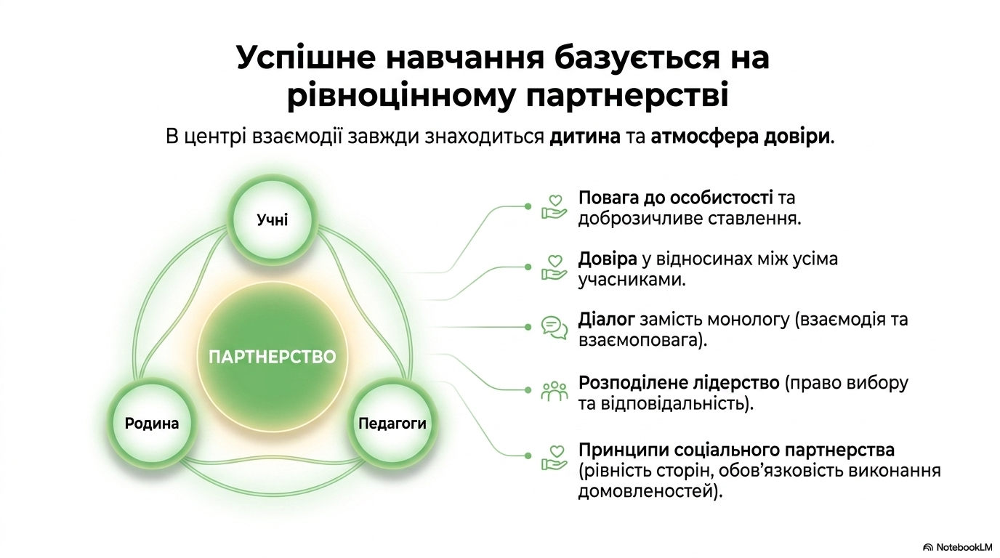 Успішне навчання базується на
рівноцінному партнерстві
В центрі взаємодії завжди знаходиться дитина та атмосфера довіри.
Учні
ПАРТНЕРСТВО
Родина
Педагоги
Повага до особистості та
доброзичливе ставлення.
Довіра у відносинах між усіма
учасниками.
Діалог замість монологу (взаємодія та
взаємоповага).
Розподілене лідерство (право вибору
та відповідальність).
Принципи соціального партнерства
(рівність сторін, обов’язковість виконання
домовленостей).
NotebookLM